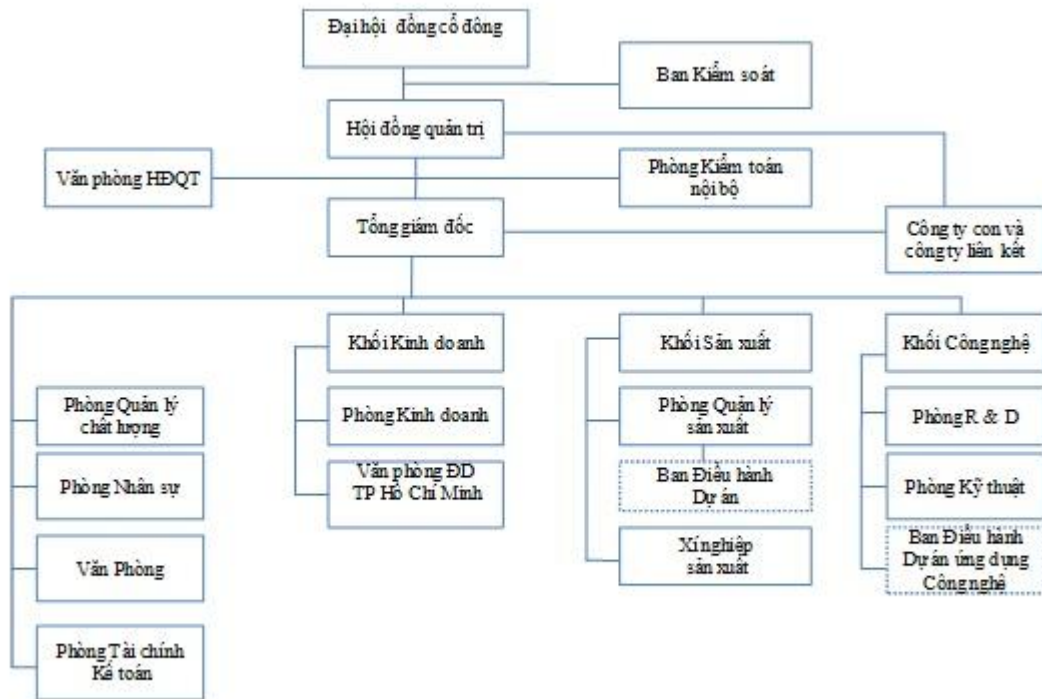 Đại hội đồng cổ đông
Ban Kiểm soát
Hội đồng quản trị
Văn phòng HĐQT
Phòng Kiểm toán
nội bộ
Tổng giám đốc
Công ty con và
công ty liên kết
Khối Kinh doanh
Khối Sản xuất
Khối Công nghệ
Phòng Quản lý
chất lượng
Phòng Kinh doanh
Phòng Quản lý
sản xuất
Phòng R & D
Phòng Nhân sự
Văn phòng ĐD
TP Hồ Chí Minh
Ban Điều hành
Dự án
Phòng Kỹ thuật
Văn Phòng
Xí nghiệp
sản xuất
Ban Điều hành
Dự án ứng dụng
Công nghệ
Phòng Tài chính
Kế toán